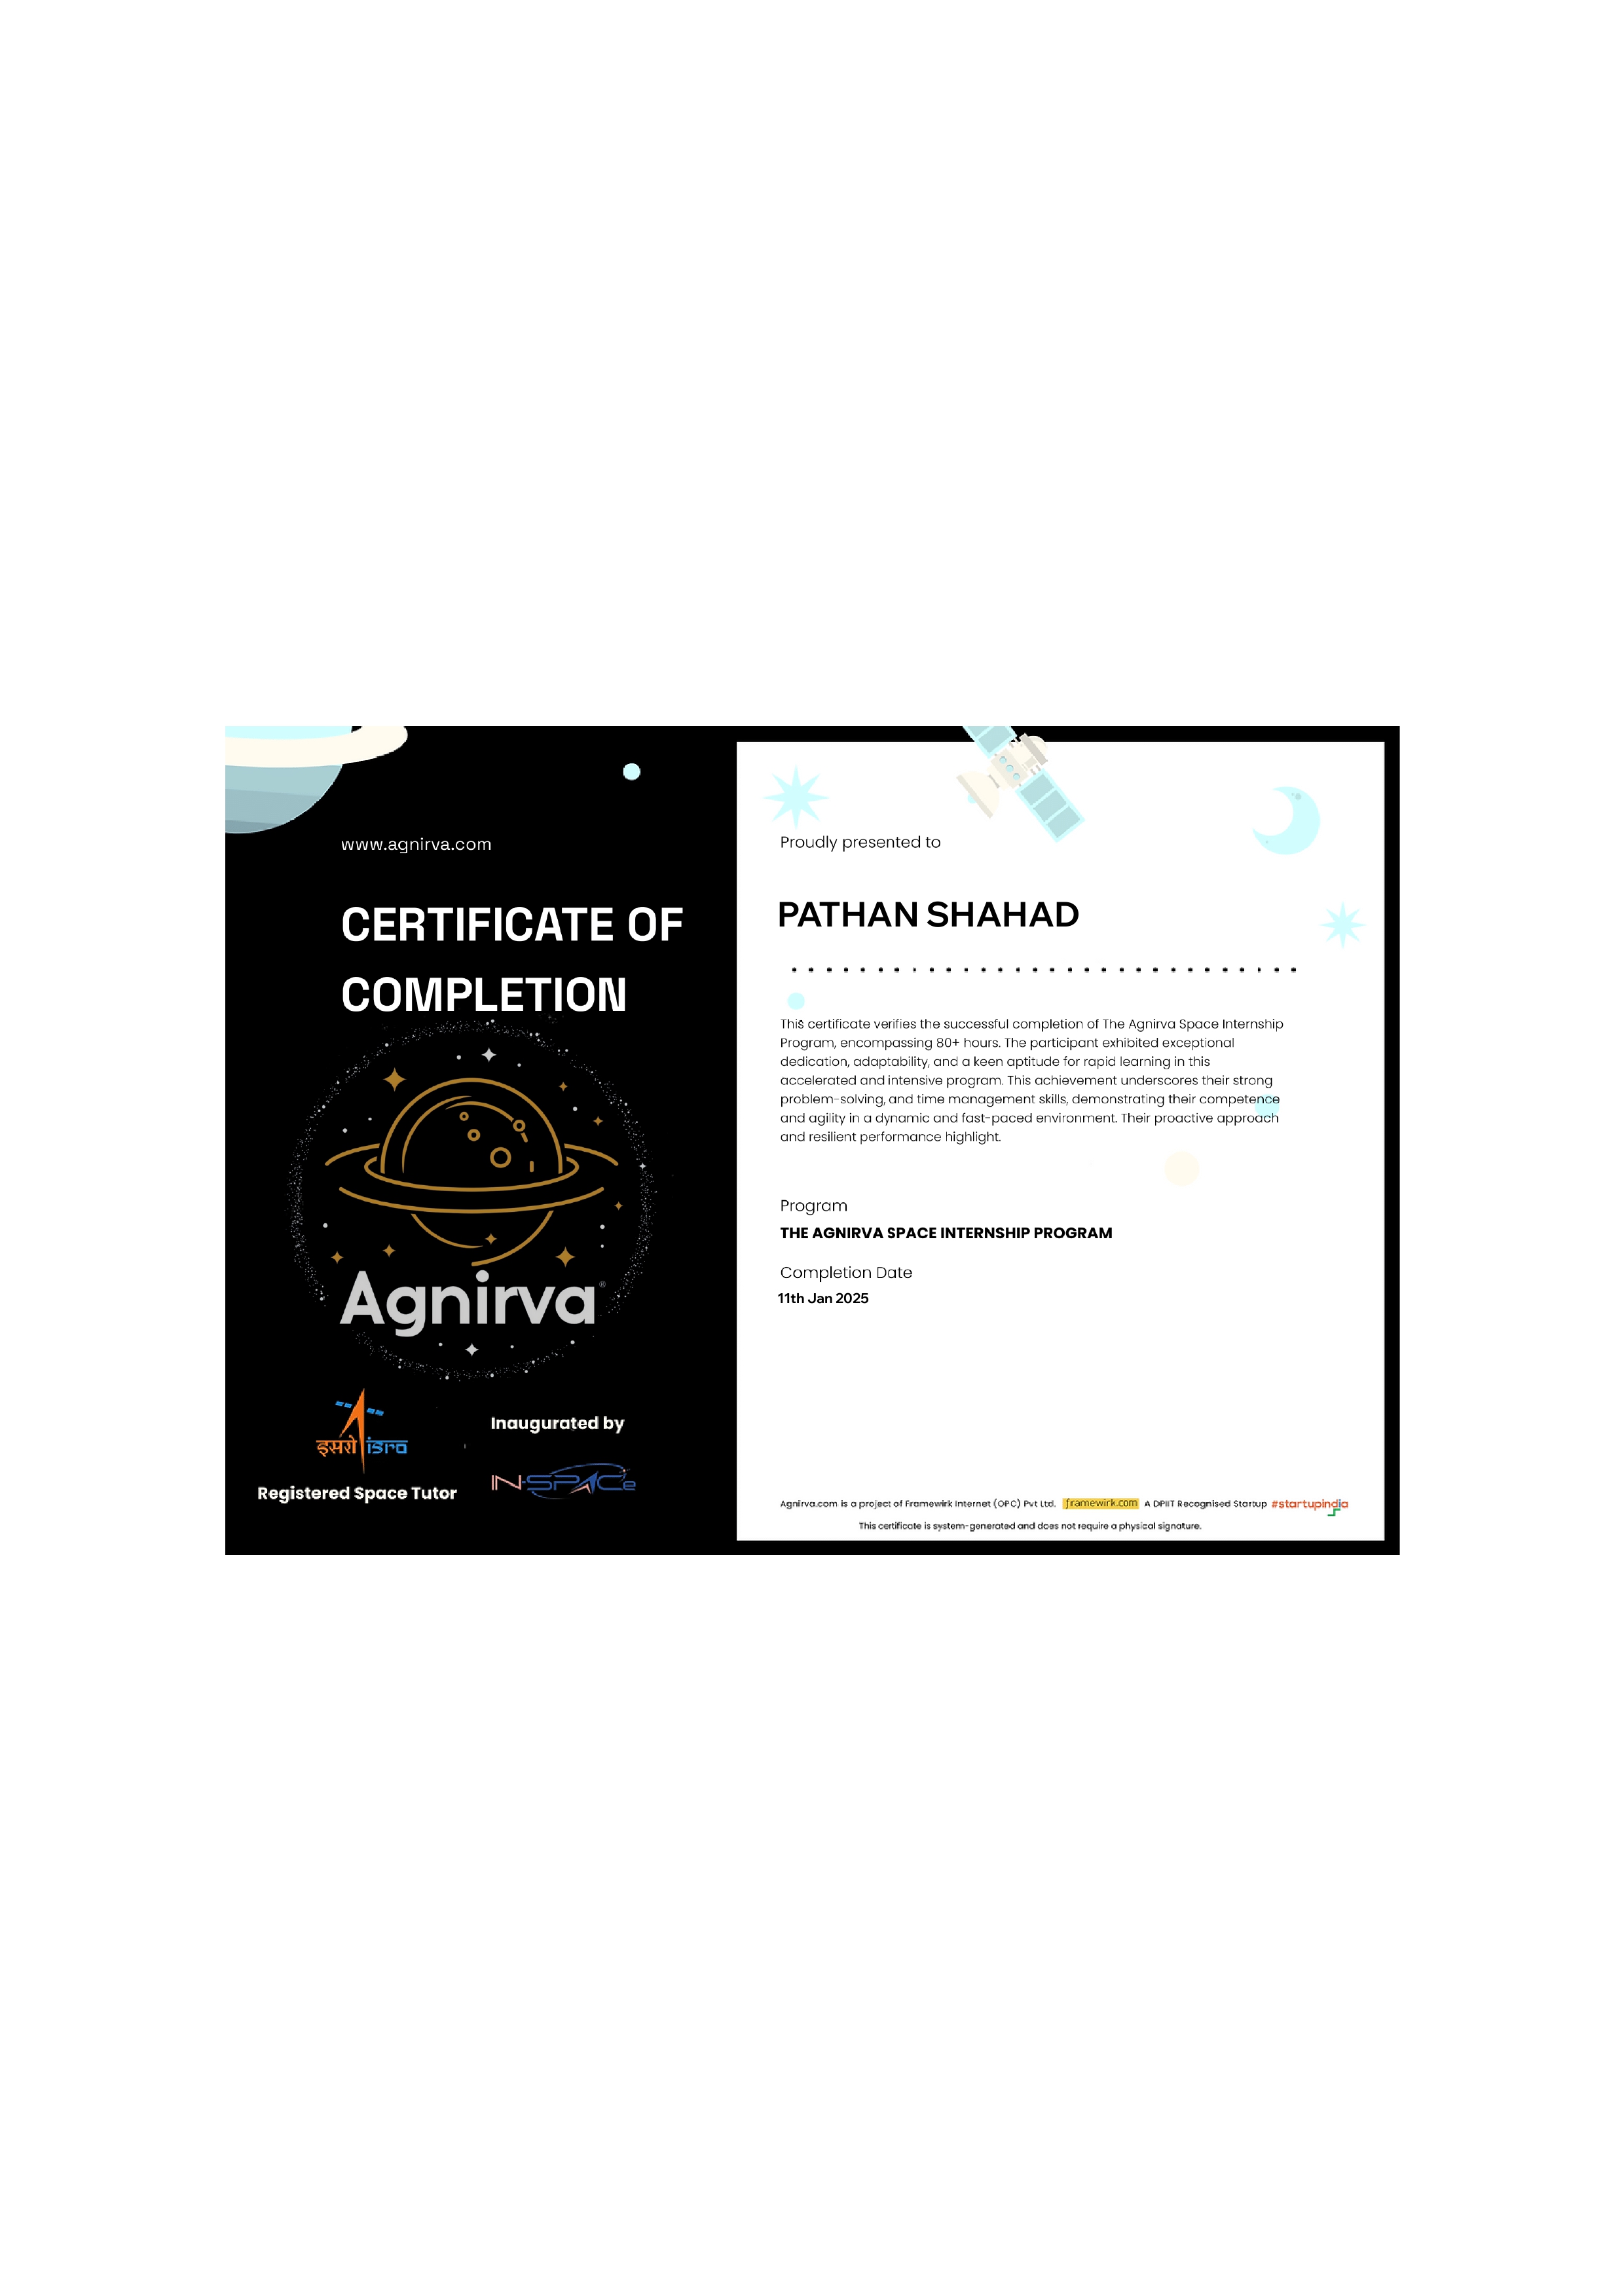 www.agnirva.com
CERTIFICATE OF
COMPLETION
Agnirva®
इसरो isro
Registered Space Tutor
Inaugurated by
IN-SPACe
Proudly presented to
PATHAN SHAHAD
This certificate verifies the successful completion of The Agnirva Space Internship
Program, encompassing 80+ hours. The participant exhibited exceptional
dedication, adaptability, and a keen aptitude for rapid learning in this
accelerated and intensive program. This achievement underscores their strong
problem-solving, and time management skills, demonstrating their competence
and agility in a dynamic and fast-paced environment. Their proactive approach
and resilient performance highlight.
Program
THE AGNIRVA SPACE INTERNSHIP PROGRAM
Completion Date
11th Jan 2025
Agnirva.com is a project of Framewirk Internet (OPC) Pvt Ltd. framewirk.com A DPIIT Recognised Startup #startupindia
This certificate is system-generated and does not require a physical signature.